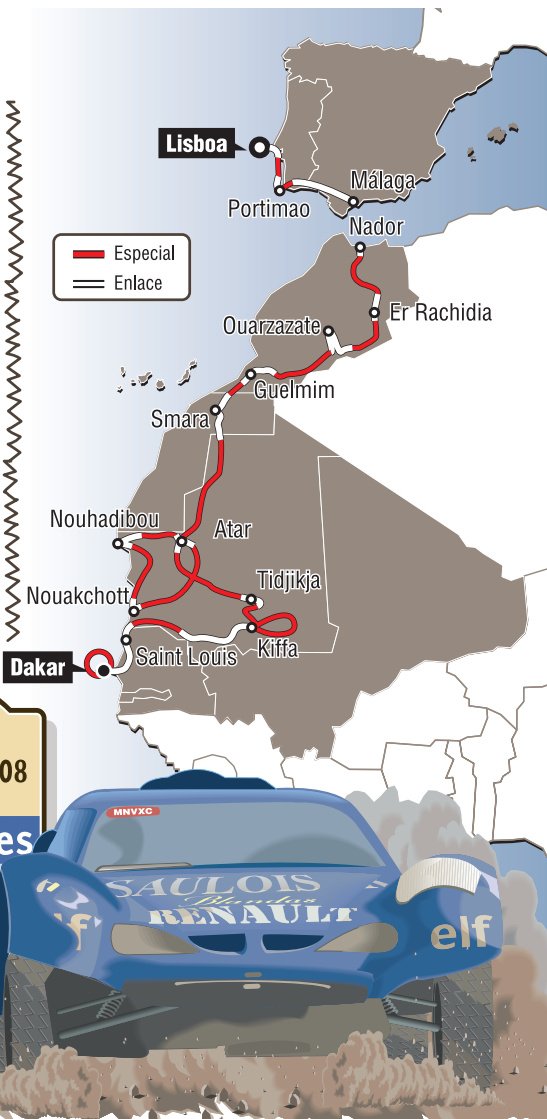 Lisboa
Portimao
Málaga
Nador
Especial
Enlace
Er Rachidia
Ouarzazate
Guelmim
Smara
Nouhadibou
Atar
Tidjikja
Nouakchott
Saint Louis
Kiffa
Dakar
08
es
MNVXC
SAULOIS
Blandas
RENAULT
elf
elf